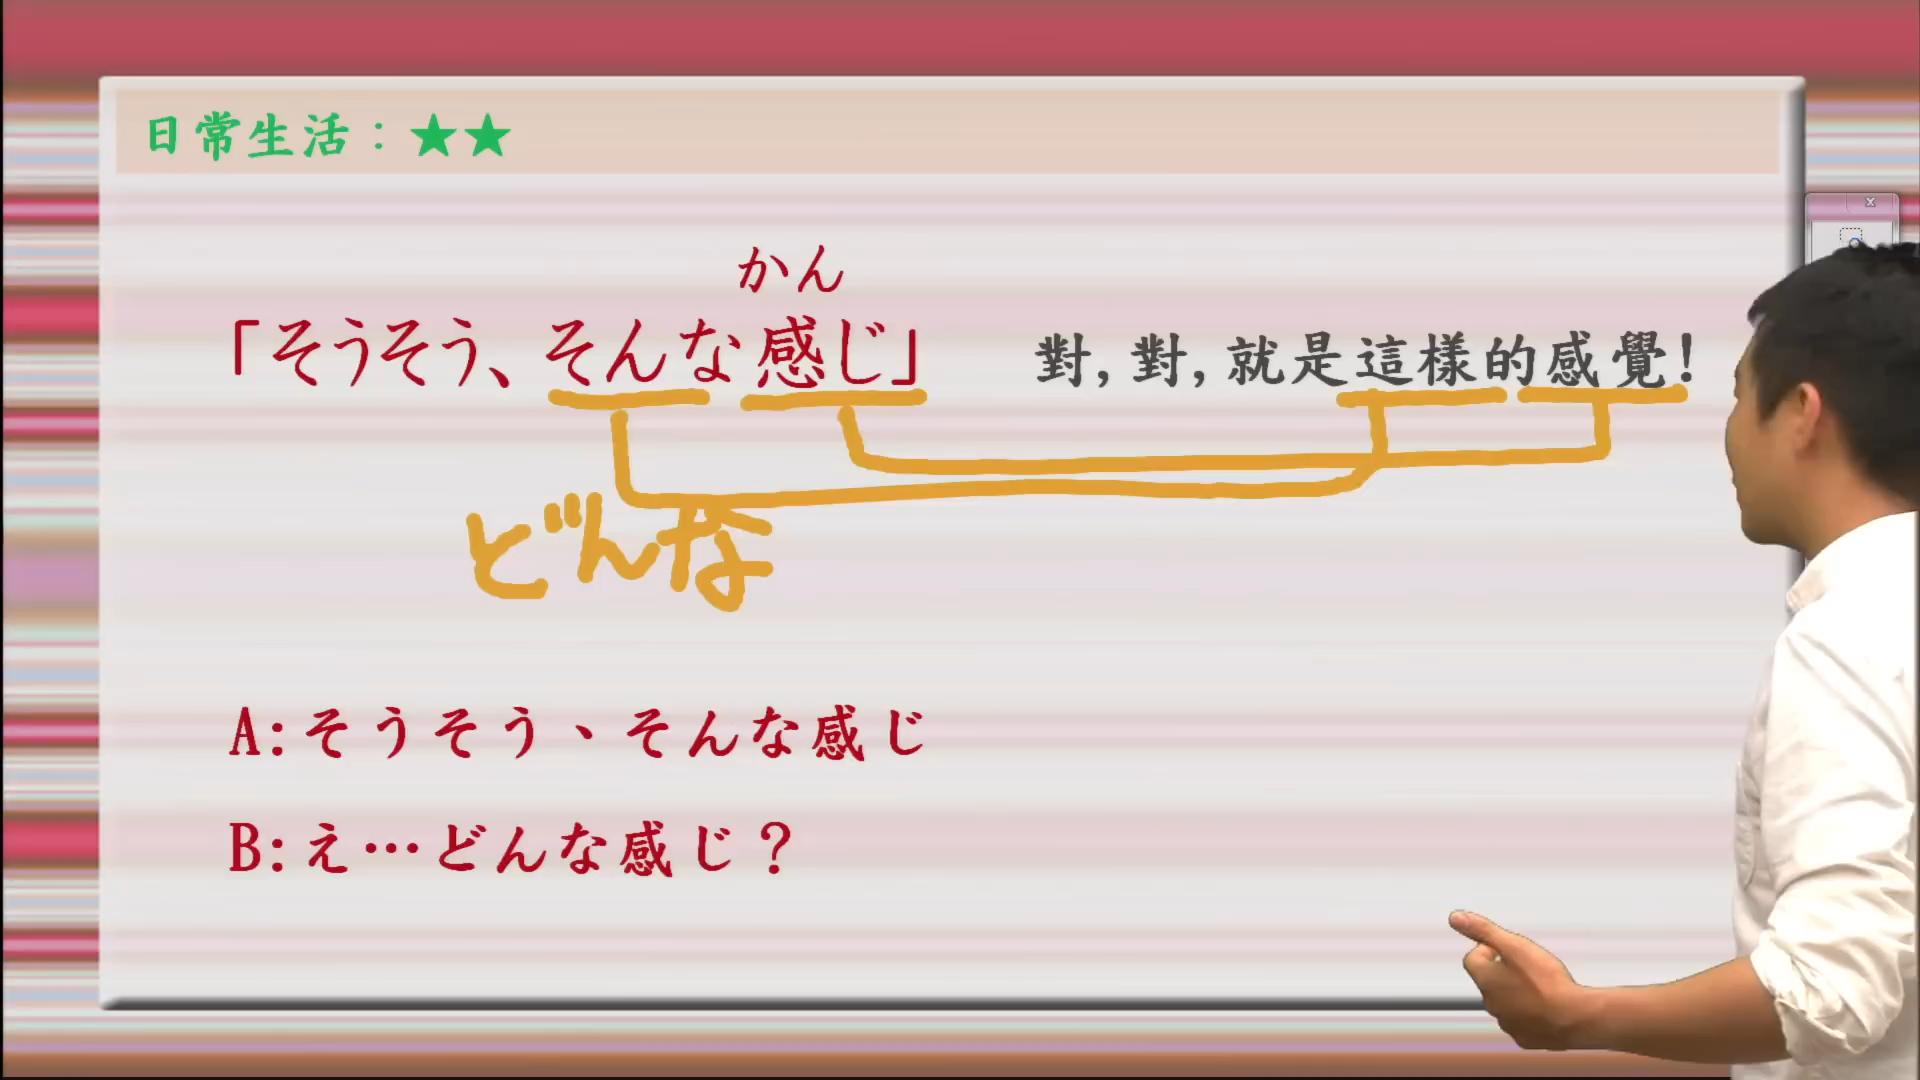 日常生活：★★
かん
「そうそう、そんな感じ」 對,對,就是這樣的感覺!
どんな
A:そうそう、そんな感じ
B:え…どんな感じ？